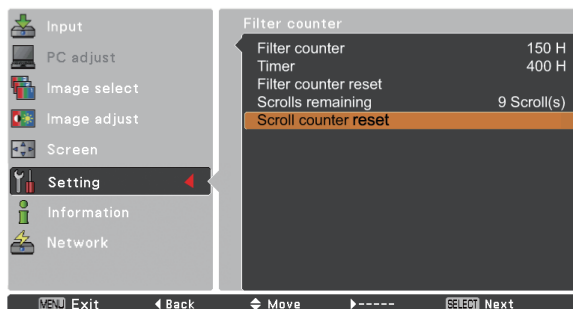 Input
PC adjust
Image select
Image adjust
Screen
Setting
Information
Network
Filter counter
Filter counter 150 H
Timer 400 H
Filter counter reset
Scrolls remaining 9 Scroll(s)
Scroll counter reset
MENU Exit Back Move ----- SELECT Next